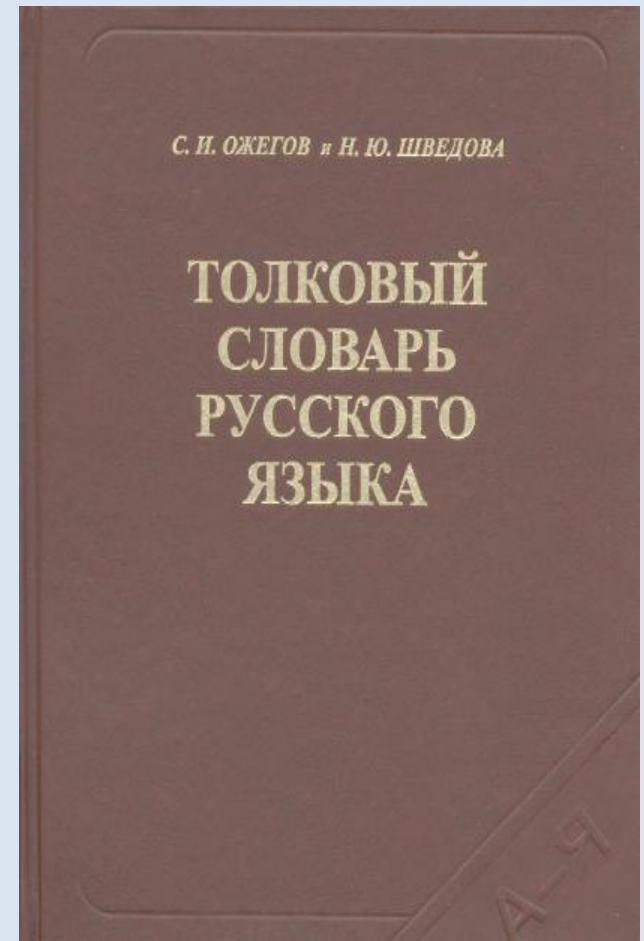 С. И. ОЖЕГОВ и Н. Ю. ШВЕДОВА
ТОЛКОВЫЙ
СЛОВАРЬ
РУССКОГО
ЯЗЫКА
А–Я